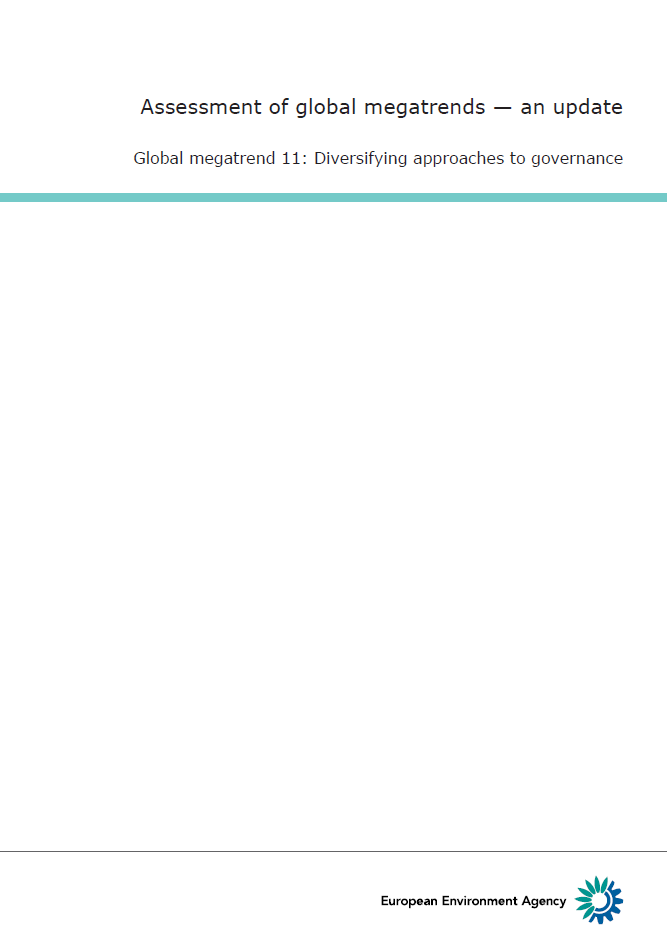 Assessment of global megatrends — an update
Global megatrend 11: Diversifying approaches to governance
European Environment Agency